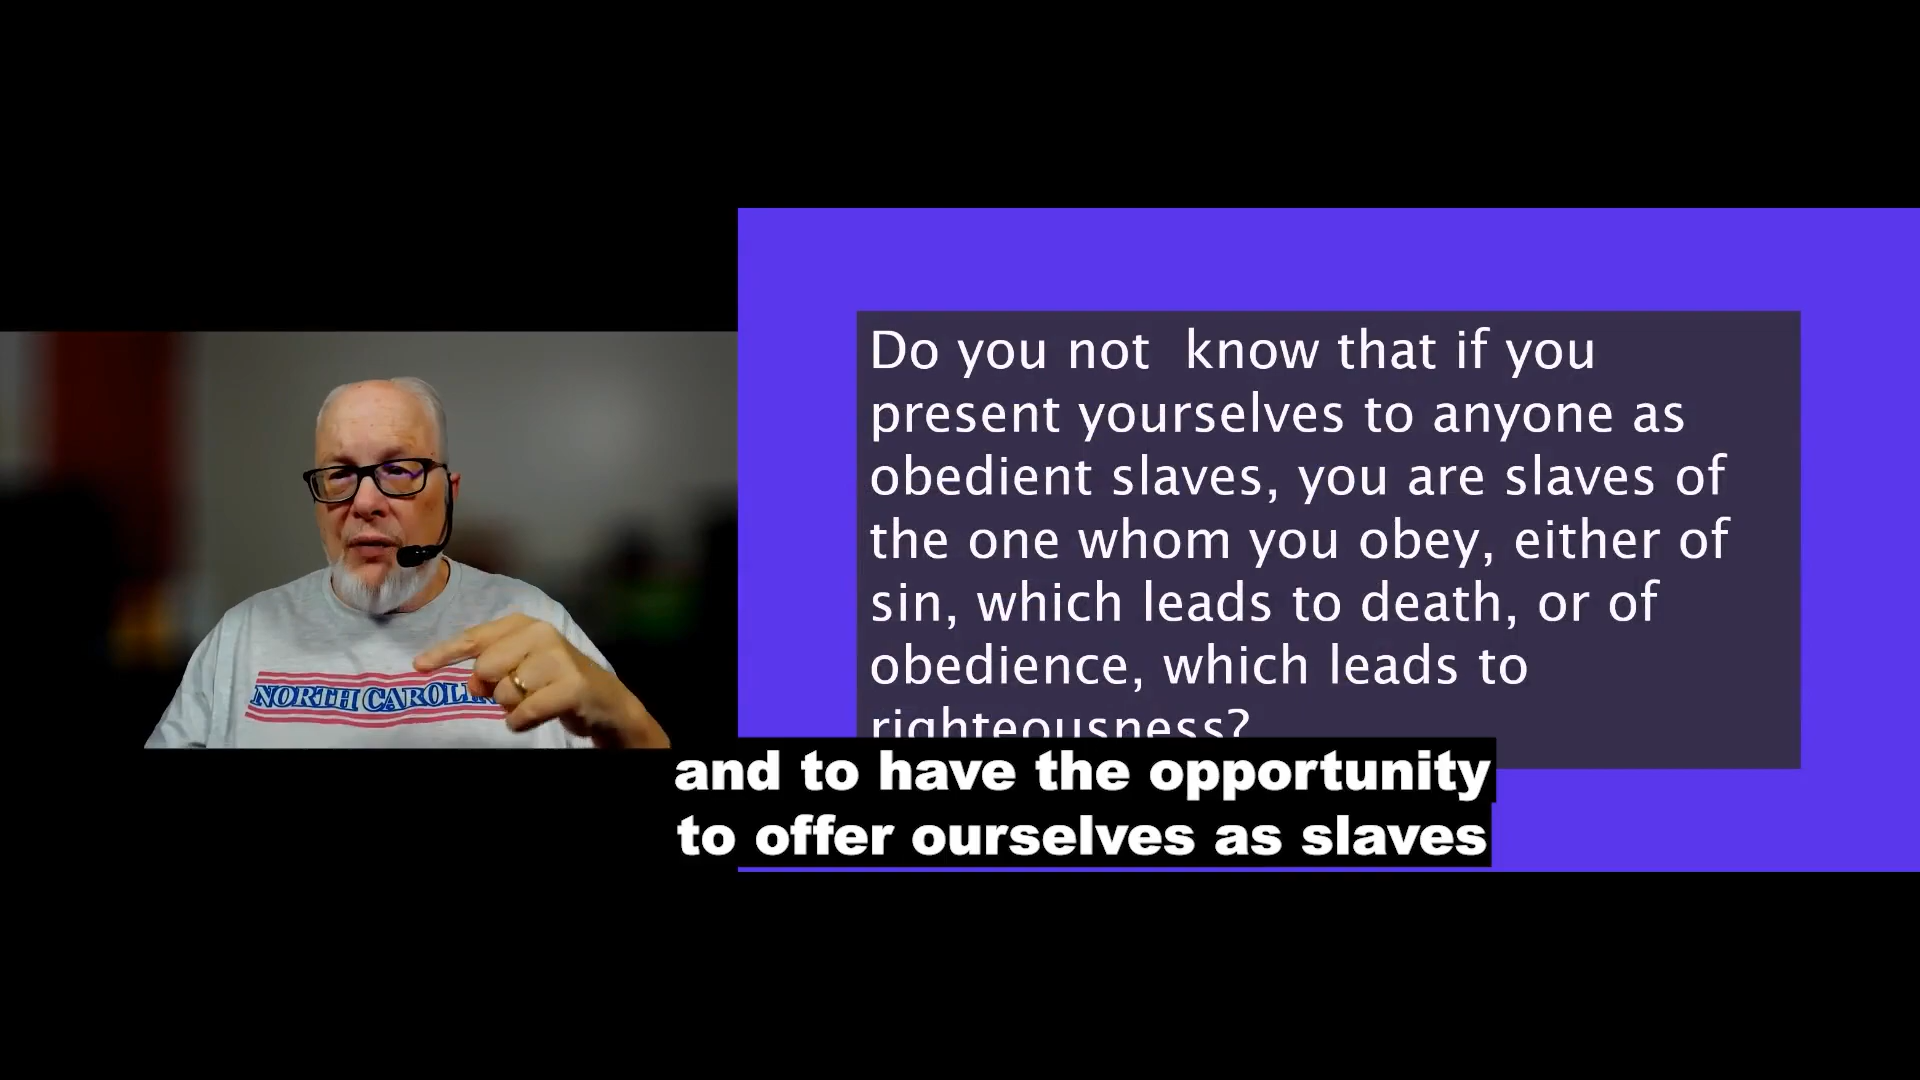 NORTH CAROLIN
Do you not  know that if you
present yourselves to anyone as
obedient slaves, you are slaves of
the one whom you obey, either of
sin, which leads to death, or of
obedience, which leads to
righteousness?
and to have the opportunity
to offer ourselves as slaves